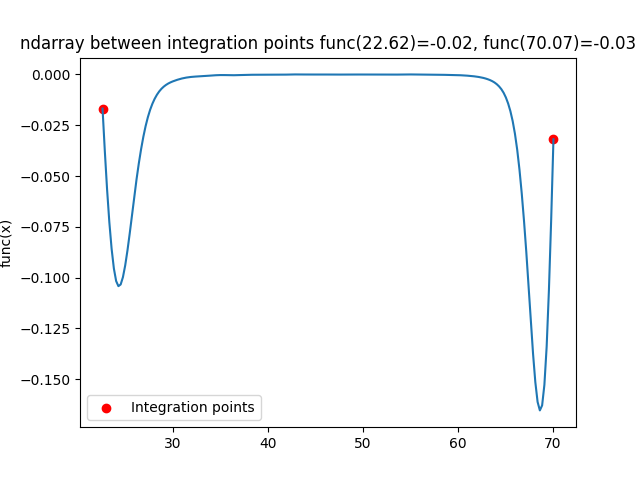 ndarray between integration points func(22.62)=-0.02, func(70.07)=-0.03
0.000
−0.025
−0.050
−0.075
−0.100
−0.125
−0.150
func(x)
Integration points
30 40 50 60 70